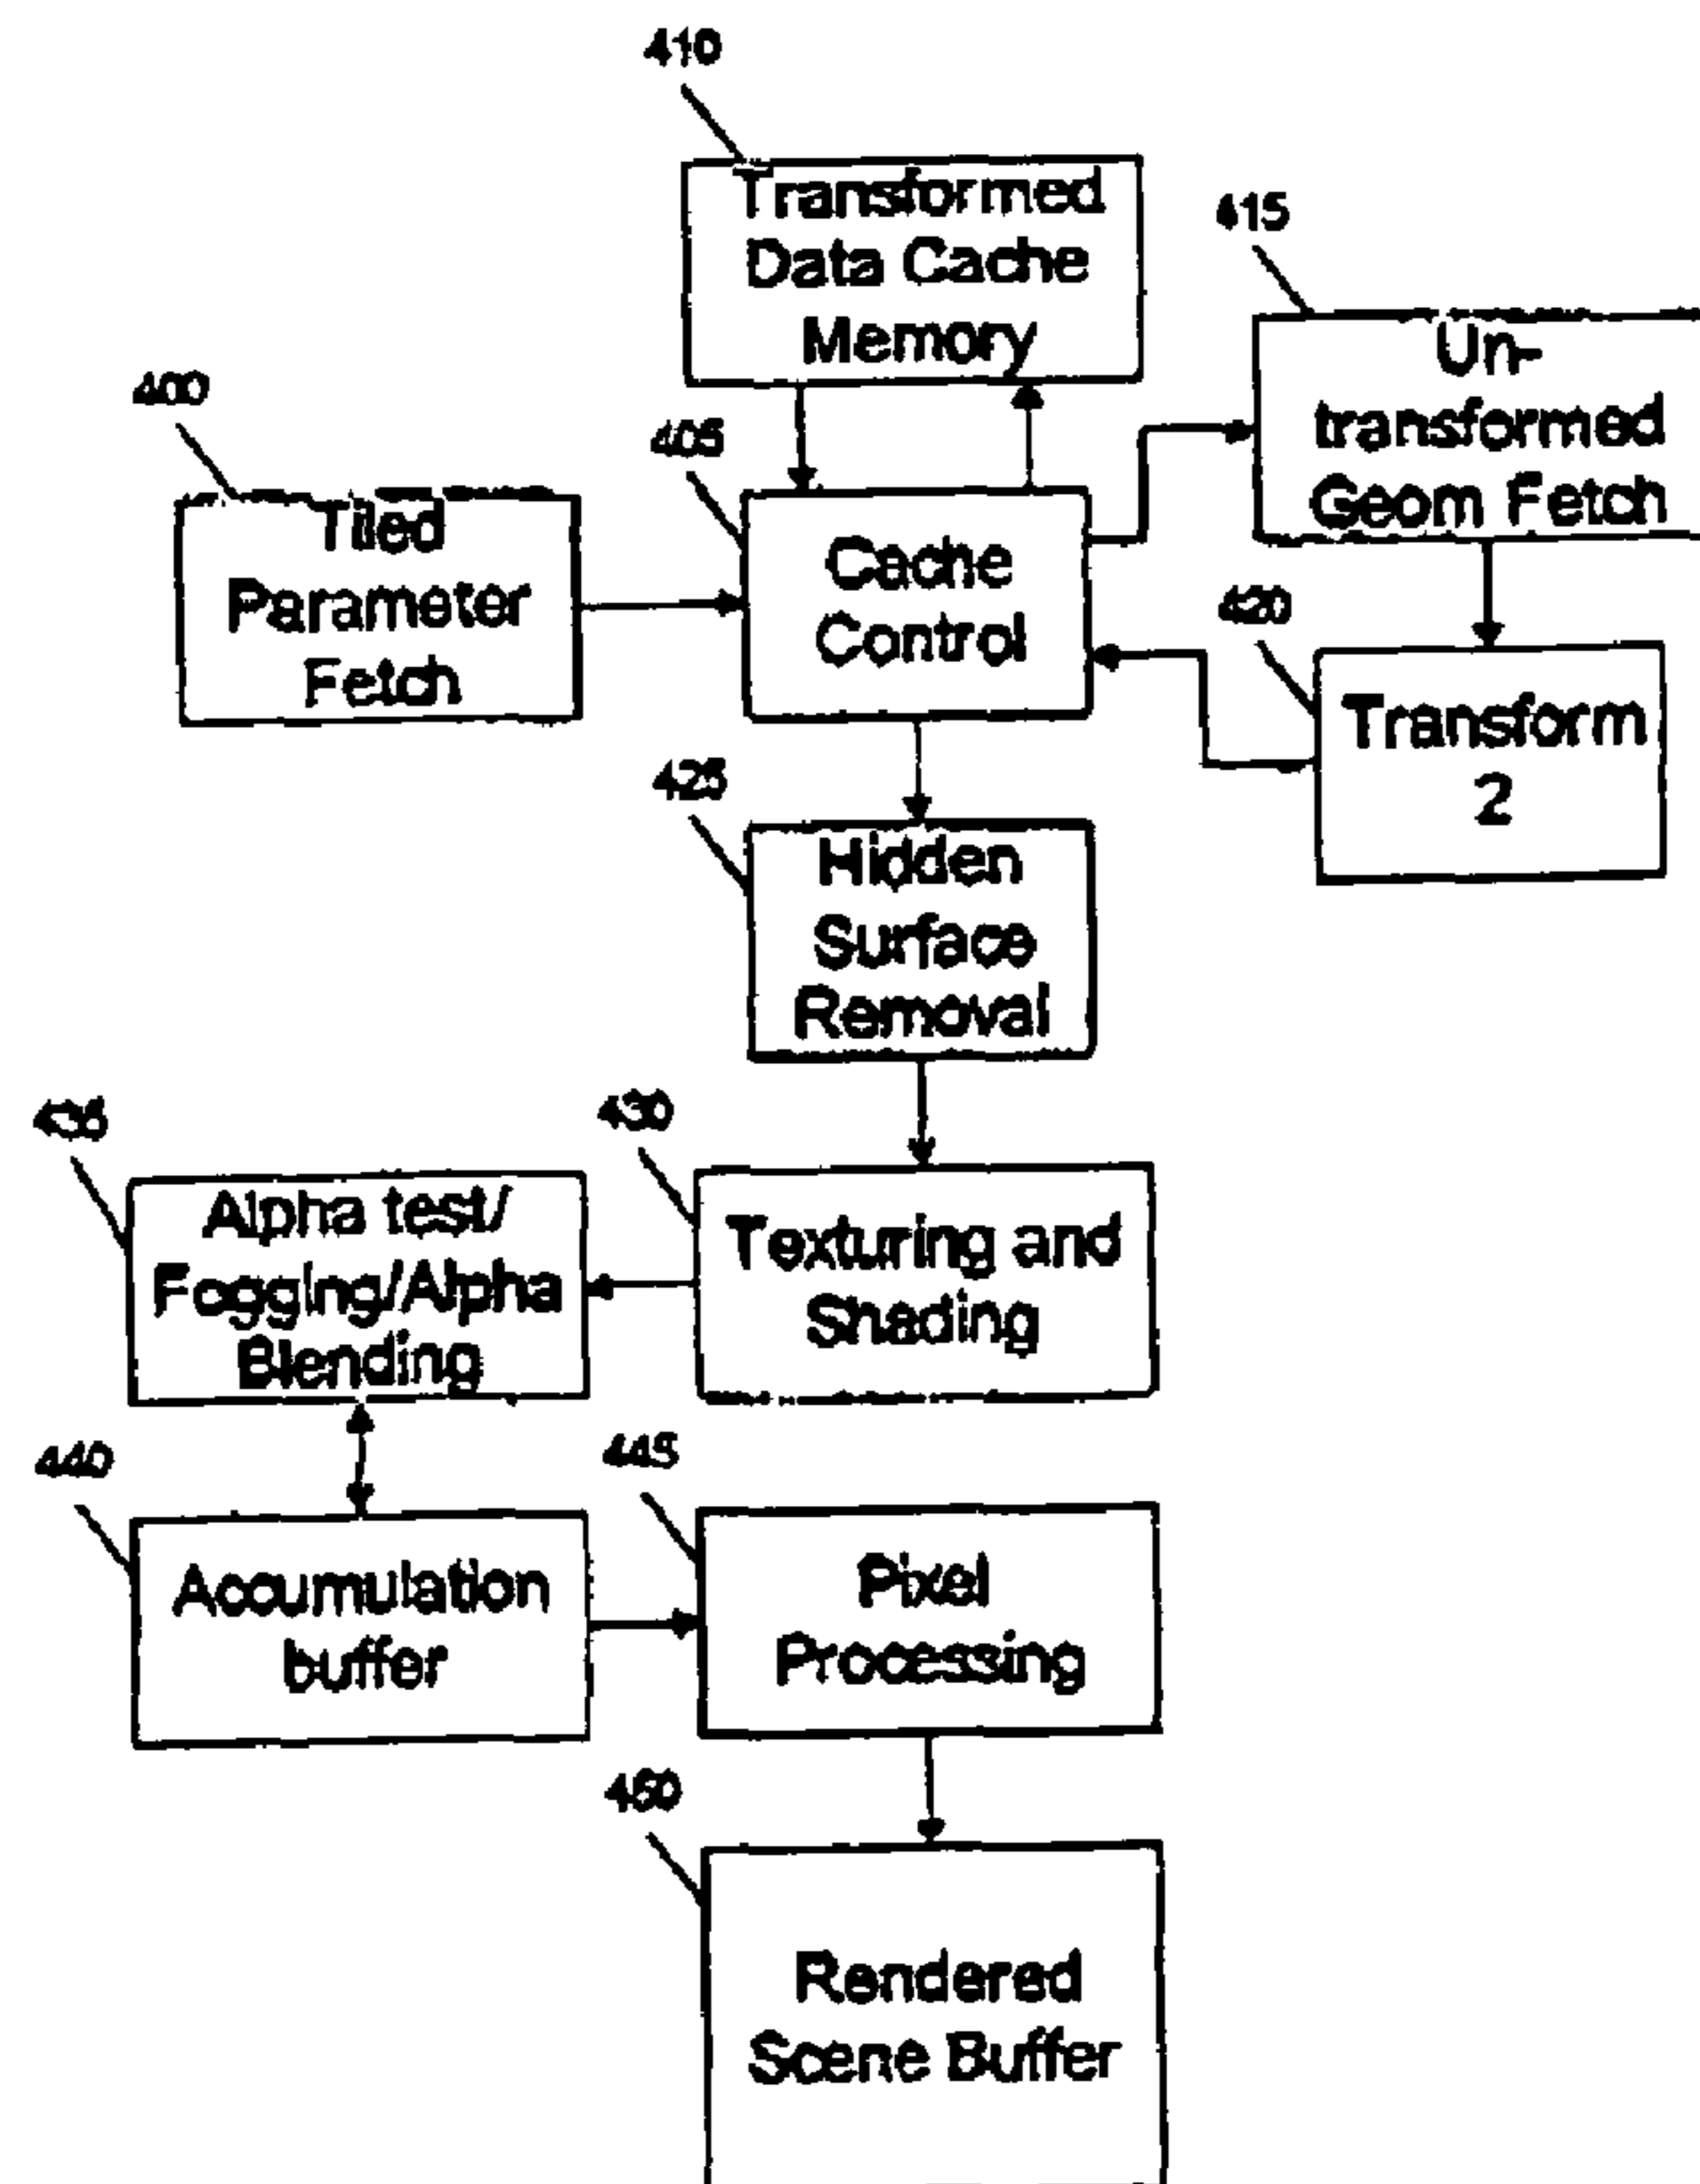 410
Transformed
Data Cache
Memory
415
Un-
transformed
Geom Fetch
400
Tiled
Parameter
Fetch
405
Cache
Control
420
Transform
2
425
Hidden
Surface
Removal
435
Alpha test/
Fogging/Alpha
Blending
430
Texturing and
Shading
440
Accumulation
buffer
445
Pixel
Processing
450
Rendered
Scene Buffer